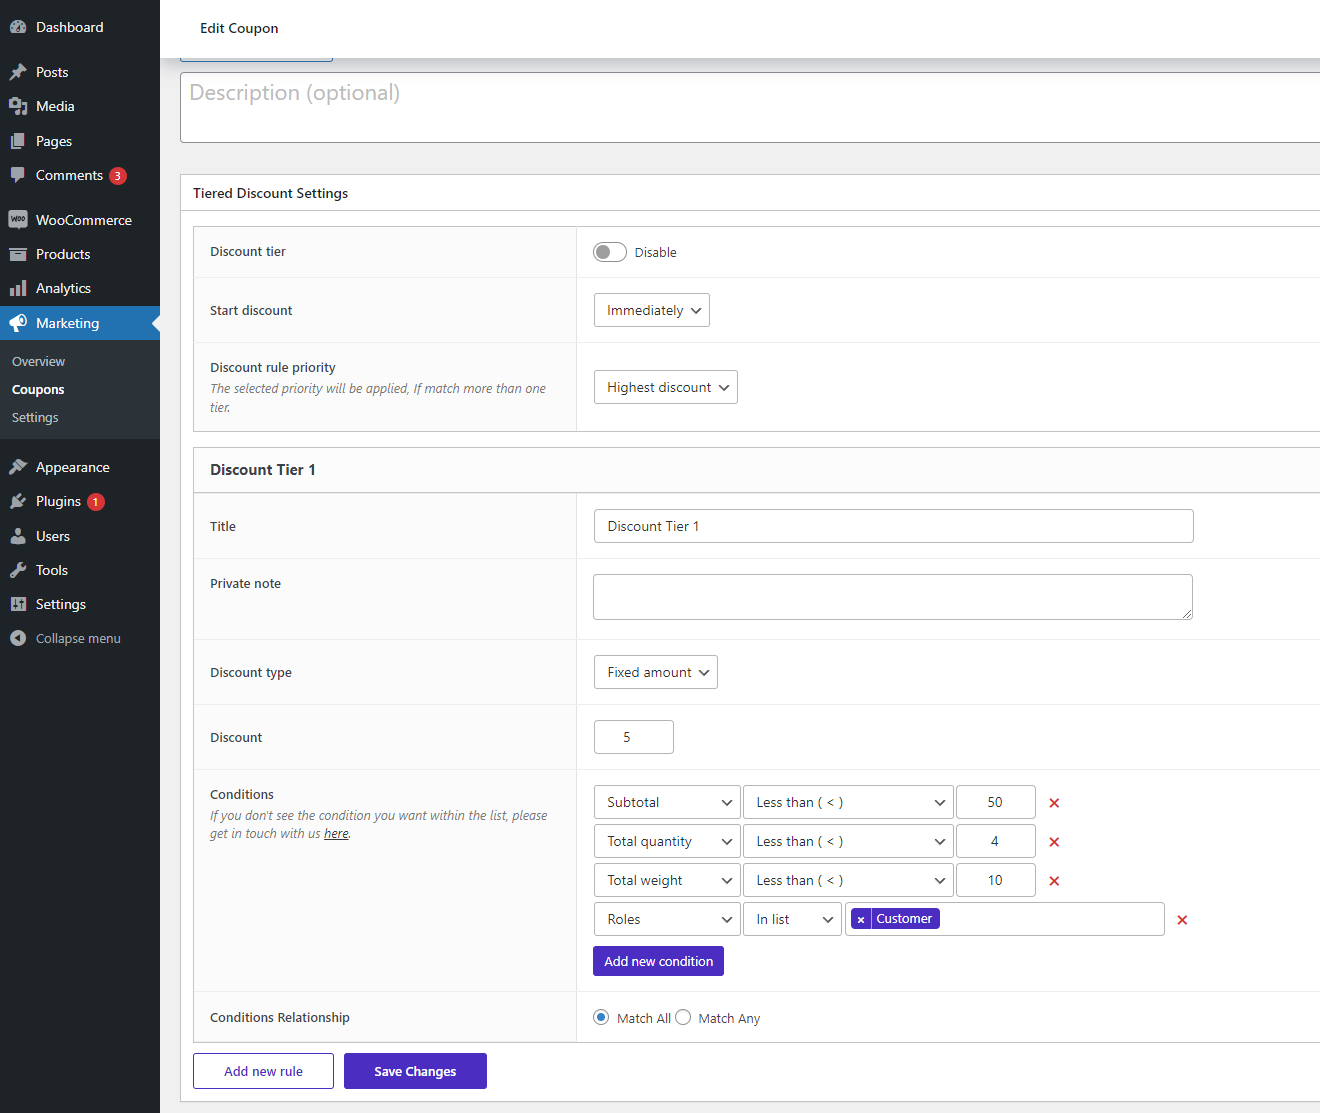 Dashboard
Posts
Media
Pages
Comments 3
WOO WooCommerce
Products
Analytics
Marketing
Overview
Coupons
Settings
Appearance
Plugins 1
Users
Tools
Settings
Collapse menu
Edit Coupon
Description (optional)
Tiered Discount Settings
Discount tier
Disable
Start discount
Immediately
Discount rule priority
The selected priority will be applied, If match more than one
tier.
Highest discount
Discount Tier 1
Title
Discount Tier 1
Private note
Discount type
Fixed amount
Discount
5
Conditions
If you don't see the condition you want within the list, please
get in touch with us here.
Subtotal Less than ( < ) 50
Total quantity Less than ( < ) 4
Total weight Less than ( < ) 10
Roles In list × Customer
Add new condition
Conditions Relationship
Match All Match Any
Add new rule Save Changes